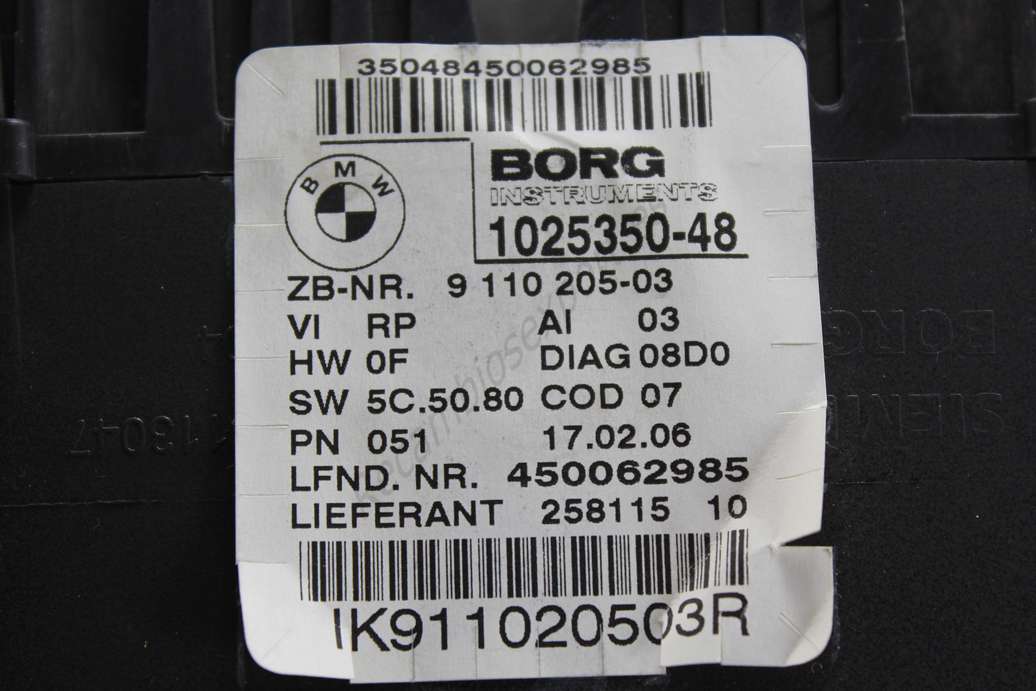 35048450062985
BMW
BORG
INSTRUMENTS
1025350-48
ZB-NR. 9 110 205-03
VI RP AI 03
HW 0F DIAG 08D0
SW 5C.50.80 COD 07
PN 051 17.02.06
LFND. NR. 450062985
LIEFERANT 258115 10
IK911020503R
BORG